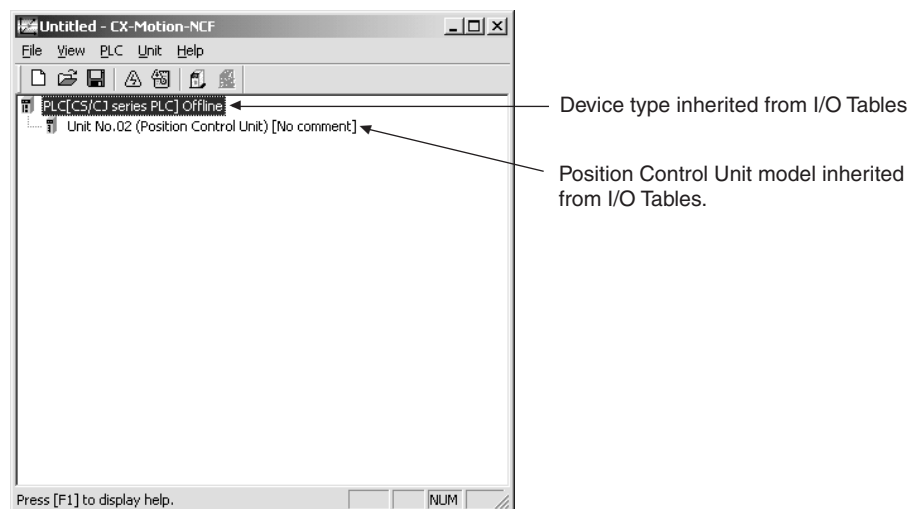 Untitled - CX-Motion-NCF
File View PLC Unit Help
PLC[CS/CJ series PLC] Offline
Device type inherited from I/O Tables
Unit No.02 (Position Control Unit) [No comment]
Position Control Unit model inherited
from I/O Tables.
Press [F1] to display help.
NUM